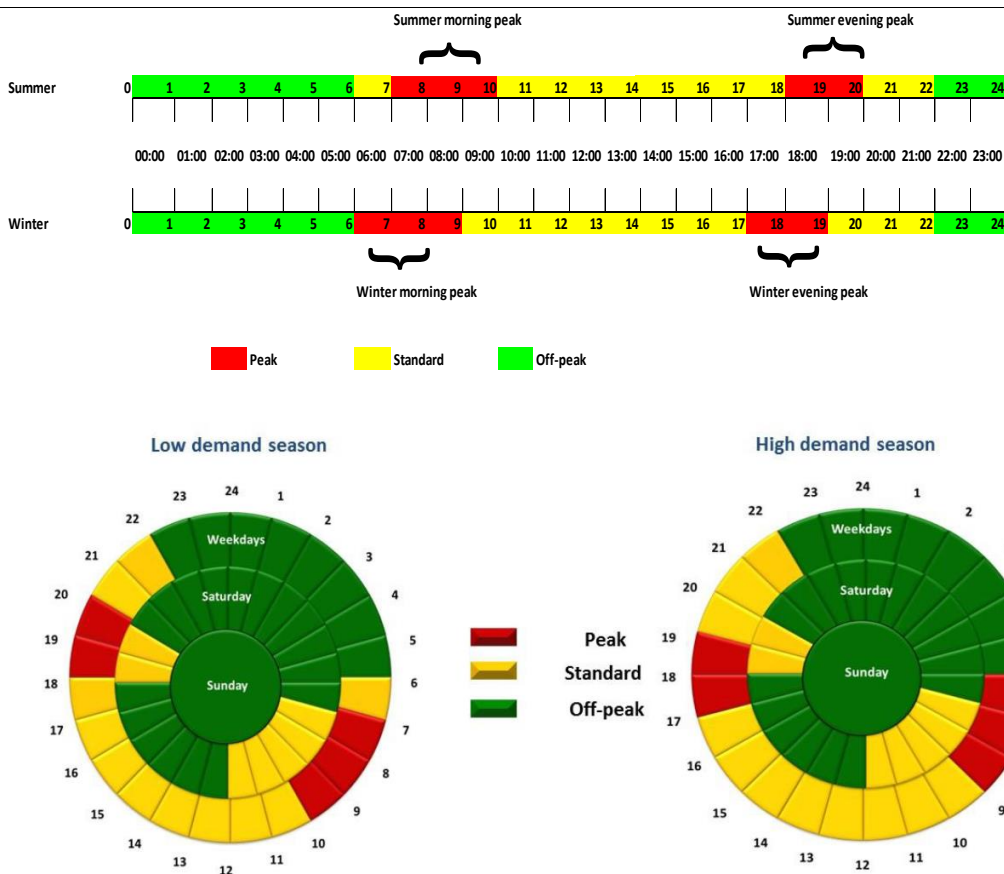 Summer morning peak Summer evening peak
Summer 0 1 2 3 4 5 6 7 8 9 10 11 12 13 14 15 16 17 18 19 20 21 22 23 24
00:00 01:00 02:00 03:00 04:00 05:00 06:00 07:00 08:00 09:00 10:00 11:00 12:00 13:00 14:00 15:00 16:00 17:00 18:00 19:00 20:00 21:00 22:00 23:00
Winter 0 1 2 3 4 5 6 7 8 9 10 11 12 13 14 15 16 17 18 19 20 21 22 23 24
Winter morning peak Winter evening peak
Peak Standard Off-peak
Low demand season
24
1
2
3
4
5
6
7
8
9
10
11
12
13
14
15
16
17
18
19
20
21
22
23
Weekdays
Saturday
Sunday
Peak
Standard
Off-peak
High demand season
24
1
2
9
10
11
12
13
14
15
16
17
18
19
20
21
22
23
Weekdays
Saturday
Sunday